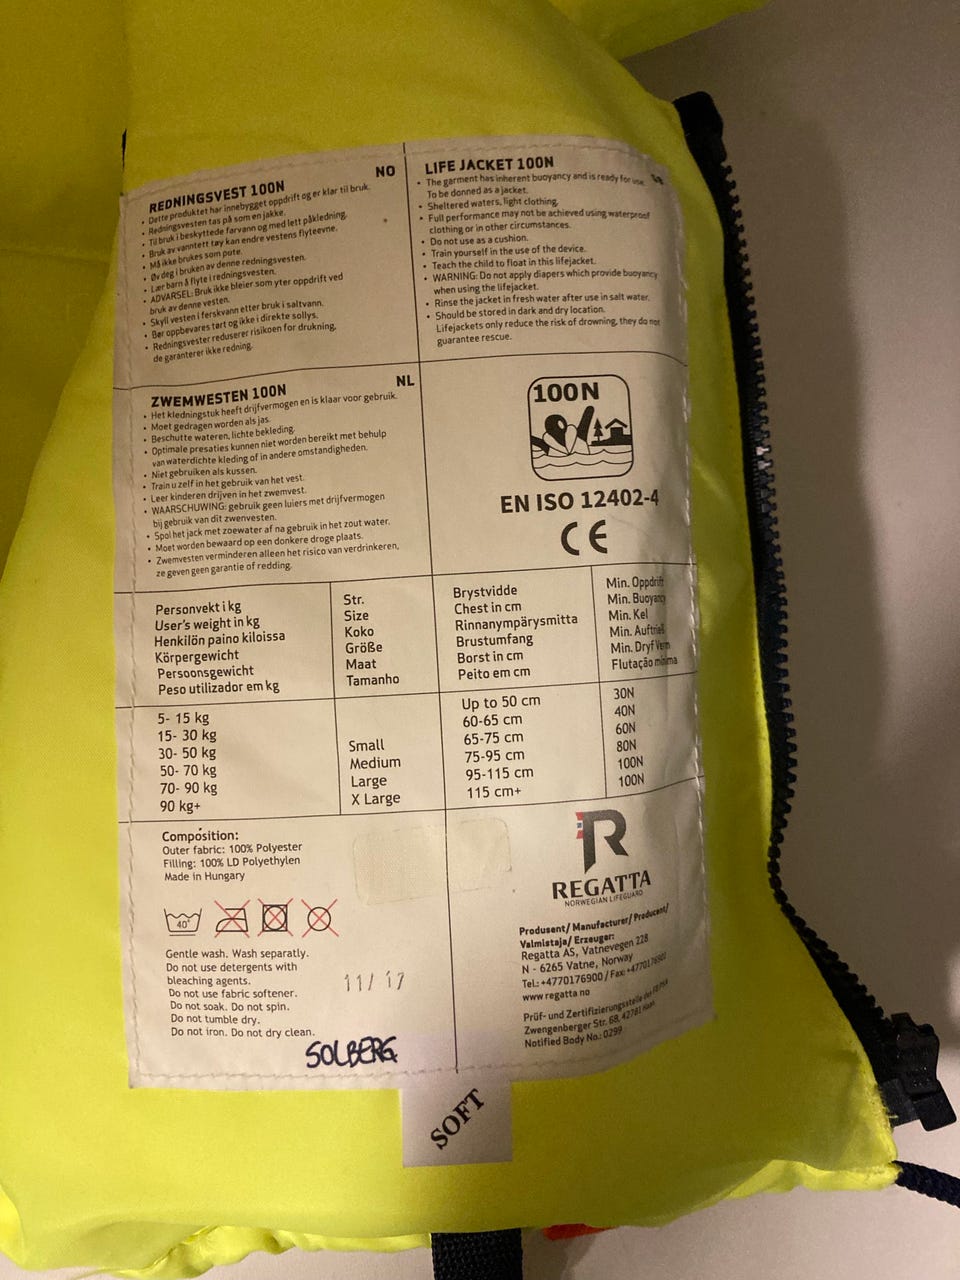 REDNINGSVEST 100N
NO
• Dette produktet har innebygget oppdrift og er klar til bruk.
• Redningsvesten tas på som en jakke.
• Til bruk i beskyttede farvann og med lett påkledning.
• Bruk av vanntett tøy kan endre vestens flyteevne.
• Må ikke brukes som pute.
• Øv deg i bruken av denne redningsvesten.
• Lær barn å flyte i redningsvesten.
• ADVARSEL: Bruk ikke bleier som yter oppdrift ved
bruk av denne vesten.
• Skyll vesten i ferskvann etter bruk i saltvann.
• Bør oppbevares tørt og ikke i direkte sollys.
• Redningsvester reduserer risikoen for drukning,
de garanterer ikke redning.
LIFE JACKET 100N
• The garment has inherent buoyancy and is ready for use.
To be donned as a jacket.
• Sheltered waters, light clothing.
• Full performance may not be achieved using waterproof
clothing or in other circumstances.
• Do not use as a cushion.
• Train yourself in the use of the device.
• Teach the child to float in this lifejacket.
• WARNING: Do not apply diapers which provide buoyancy
when using the lifejacket.
• Rinse the jacket in fresh water after use in salt water.
• Should be stored in dark and dry location.
Lifejackets only reduce the risk of drowning, they do not
guarantee rescue.
ZWEMWESTEN 100N
NL
• Het kledningstuk heeft drijfvermogen en is klaar voor gebruik.
• Moet gedragen worden als jas.
• Beschutte wateren, lichte bekleding.
• Optimale presaties kunnen niet worden bereikt met behulp
van waterdichte kleding of in andere omstandigheden.
• Niet gebruiken als kussen.
• Train u zelf in het gebruik van het vest.
• Leer kinderen drijven in het zwemvest.
• WAARSCHUWING: gebruik geen luiers met drijfvermogen
bij gebruik van dit zwenvesten.
• Spol het jack met zoewater af na gebruik in het zout water.
• Moet worden bewaard op een donkere droge plaats.
• Zwemvesten verminderen alleen het risico van verdrinkeren,
ze geven geen garantie of redding.
100N
EN ISO 12402-4
CE
Personvekt i kg
User's weight in kg
Henkilön paino kiloissa
Körpergewicht
Persoonsgewicht
Peso utilizador em kg
Str.
Size
Koko
Größe
Maat
Tamanho
Brystvidde
Chest in cm
Rinnanympärysmitta
Brustumfang
Borst in cm
Peito em cm
Min. Oppdrift
Min. Buoyancy
Min. Kel
Min. Auftrieb
Min. Dryf Verm
Flutação mínima
5- 15 kg
15- 30 kg
30- 50 kg
50- 70 kg
70- 90 kg
90 kg+
Small
Medium
Large
X Large
Up to 50 cm
60-65 cm
65-75 cm
75-95 cm
95-115 cm
115 cm+
30N
40N
60N
80N
100N
100N
Composition:
Outer fabric: 100% Polyester
Filling: 100% LD Polyethylen
Made in Hungary
40°
Gentle wash. Wash separatly.
Do not use detergents with
bleaching agents.
Do not use fabric softener.
Do not soak. Do not spin.
Do not tumble dry.
Do not iron. Do not dry clean.
11/ 17
SOLBERG
R
REGATTA
NORWEGIAN LIFEGUARD
Produsent/ Manufacturer/ Producent/
Valmistaja/ Erzeuger:
Regatta AS, Vatnevegen 228
N - 6265 Vatne, Norway
Tel.: +4770176900 / Fax: +4770176901
www regatta no
Prüf- und Zertifizierungsstelle des FB PSA
Zwengenberger Str. 68, 42781 Haan
Notified Body No.: 0299
SOFT